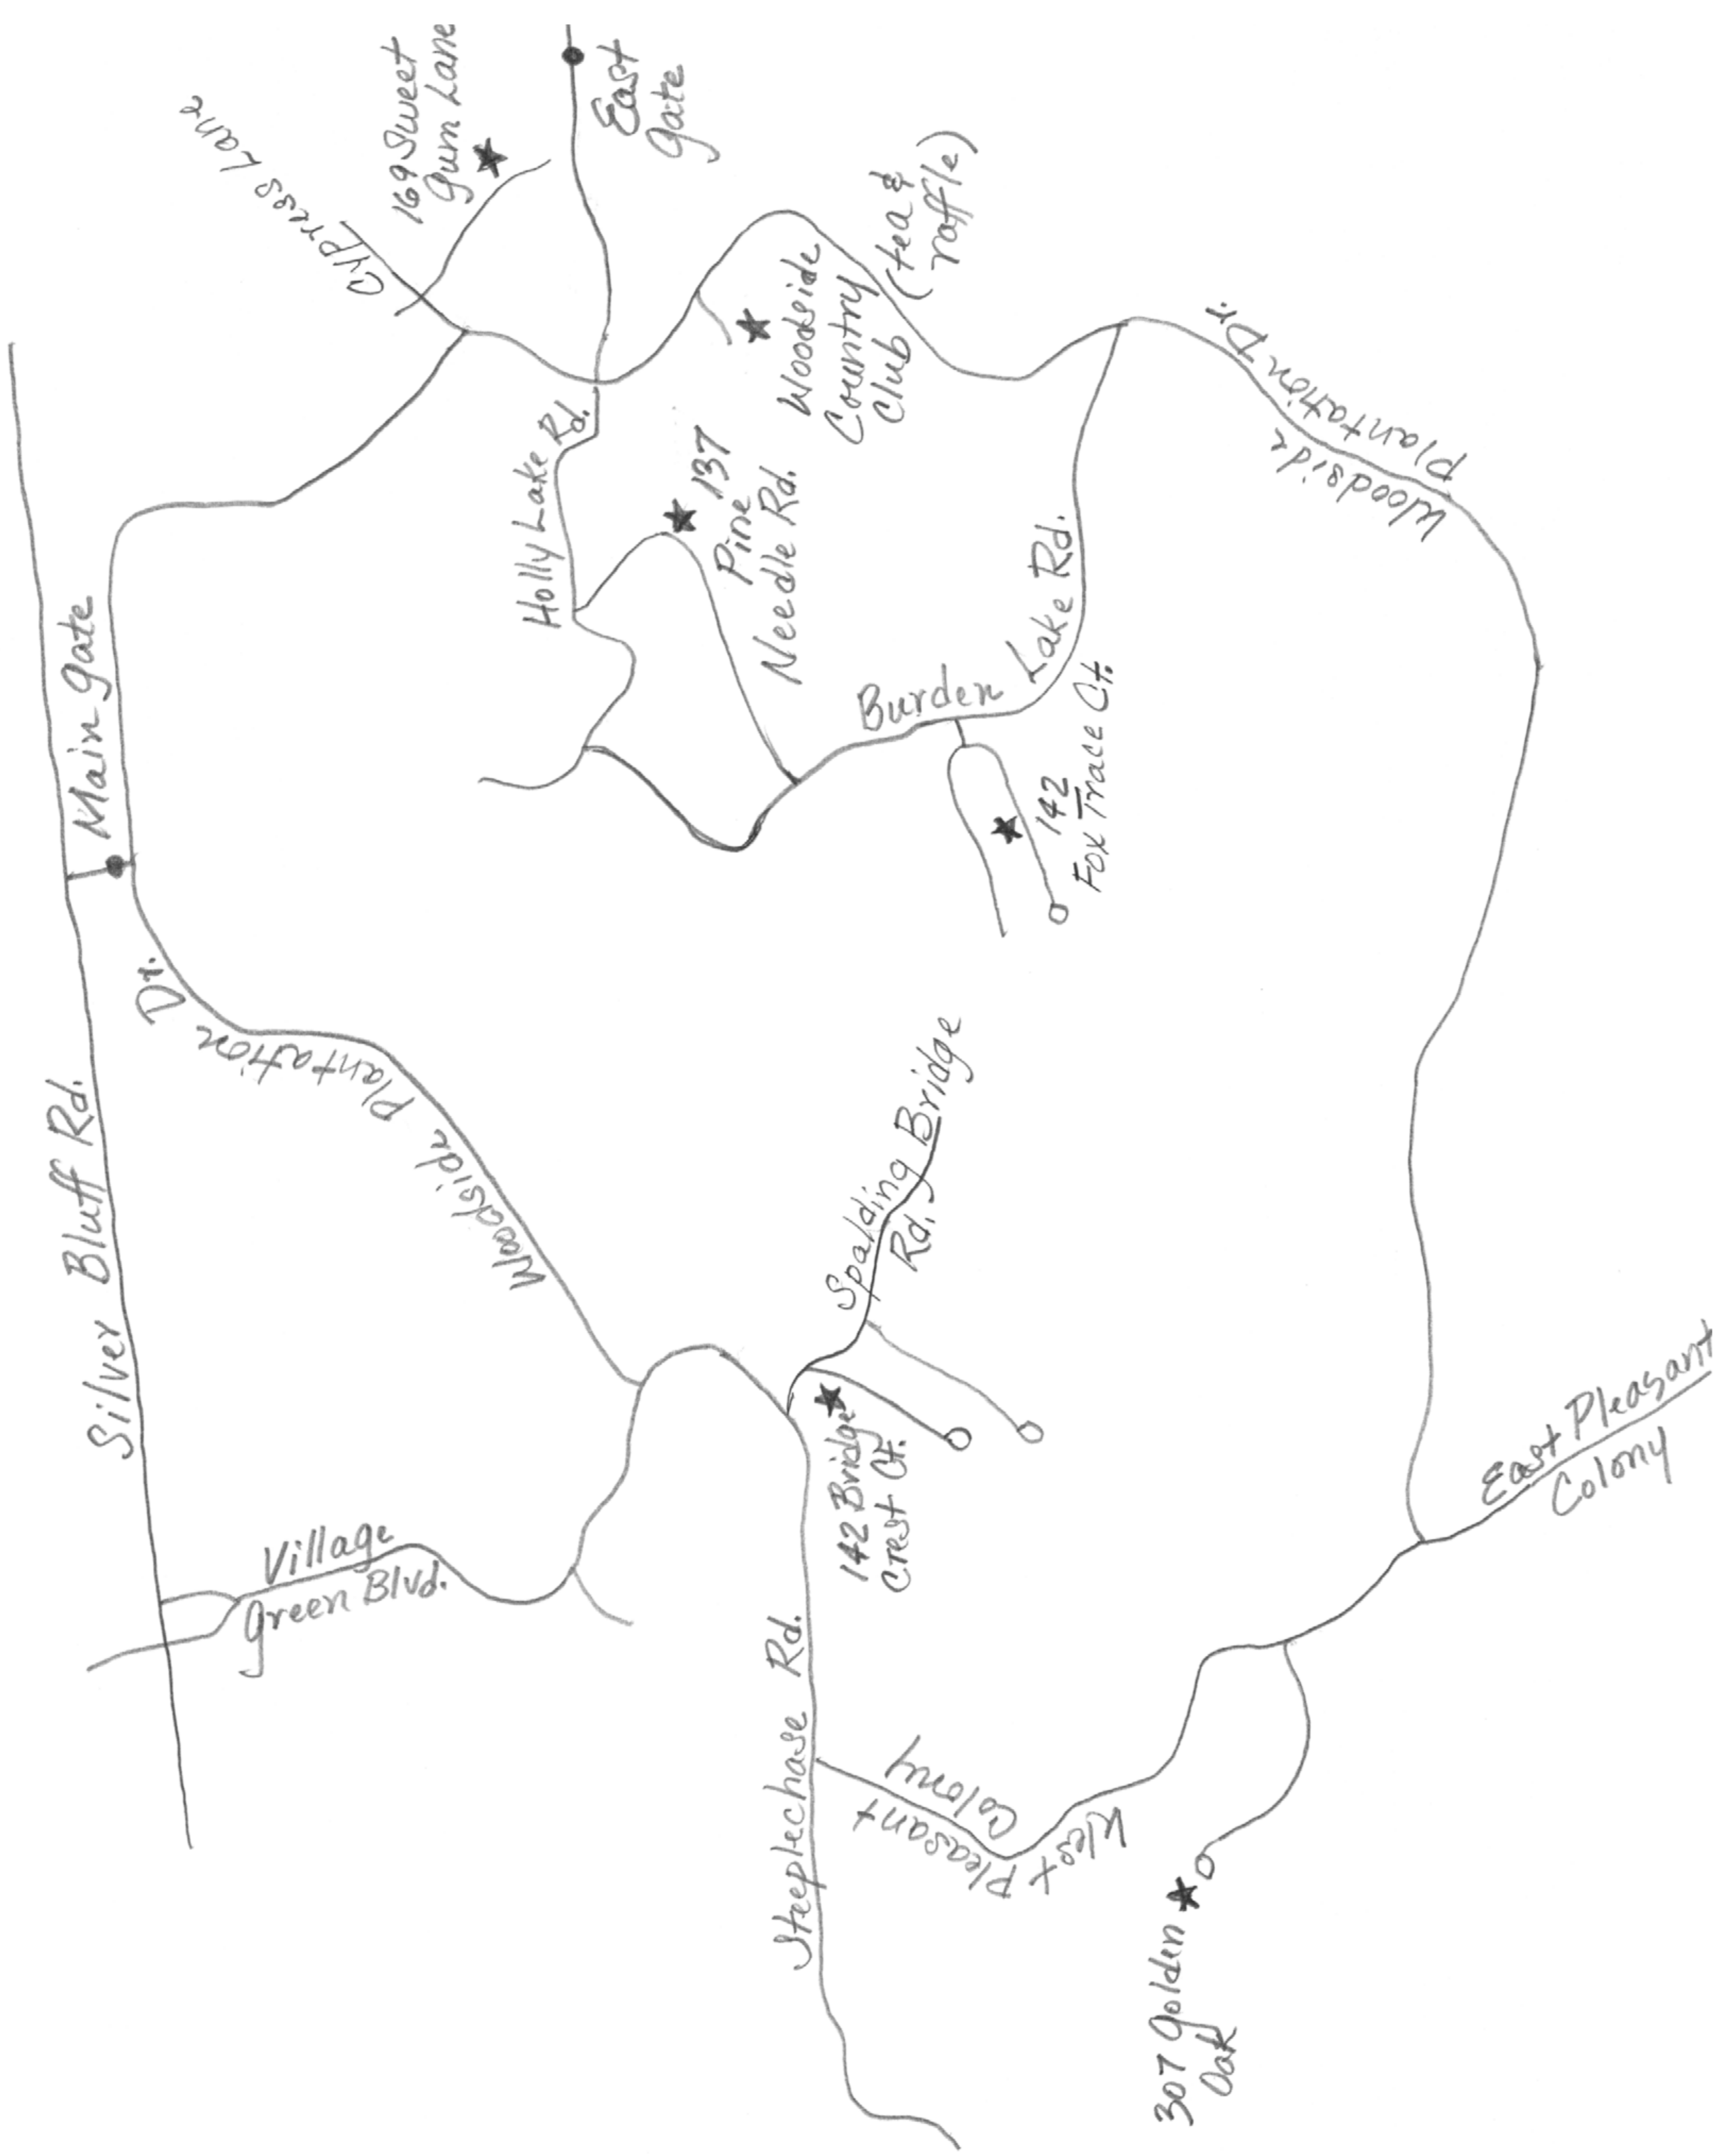 Cypress Lane
169 Sweet
Gum Lane
East
Gate
(tea &
raffle)
Woodside
Country
Club
Holly Lake Rd.
137
Pine
Needle Rd.
Woodside
Plantation Dr.
Main Gate
Burden Lake Rd.
142
Fox Trace Ct.
Silver Bluff Rd.
Woodside Plantation Dr.
Spalding Bridge
Rd.
142 Bridge
Crest Ct.
Village
Green Blvd.
East Pleasant
Colony
Steeplechase Rd.
West Pleasant
Colony
307 Golden
Oak